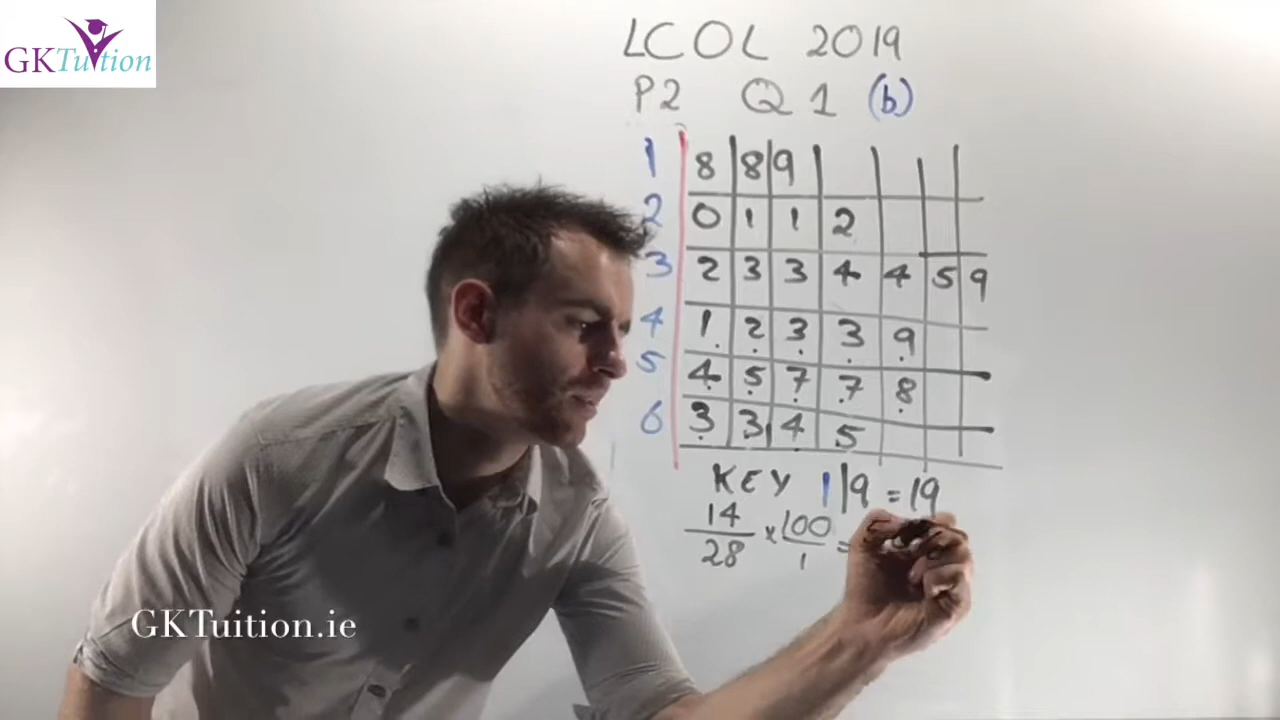 GKTuition
LCOL 2019
P2 Q1 (b)
1 8 8 9
2 0 1 1 2
3 2 3 3 4 4 5 9
4 1 2 3 3 9
5 4 5 7 7 8
6 3 3 4 5
KEY 1|9 = 19
14/28 × 100/1 =
GKTuition.ie